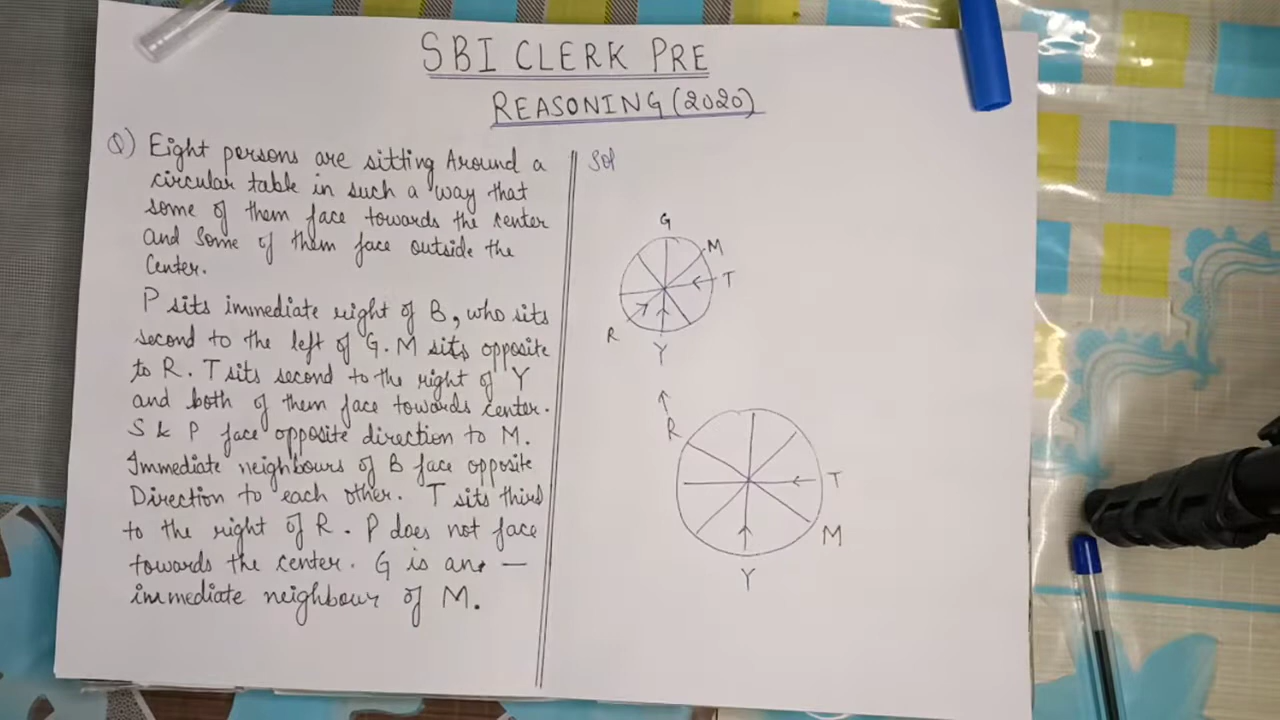 SBI CLERK PRE
REASONING (2020)
Q) Eight persons are sitting Around a
circular table in such a way that
some of them face towards the center
and Some of them face outside the
Center.
P sits immediate right of B, who sits
second to the left of G. M sits opposite
to R. T sits second to the right of Y
and both of them face towards center.
S & P face opposite direction to M.
Immediate neighbours of B face opposite
Direction to each other. T sits third
to the right of R. P does not face
towards the center. G is an —
immediate neighbour of M.
Sol
G
M
T
R
Y
R
T
M
Y